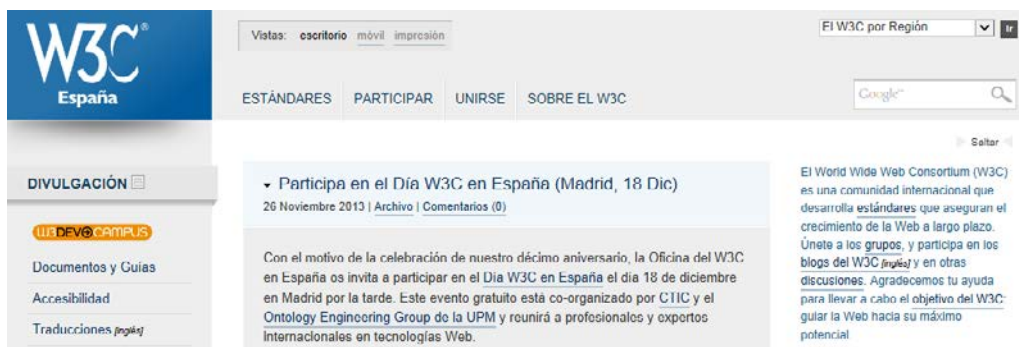 W3C®
España
Vistas: escritorio móvil impresión
El W3C por Región
Ir
ESTÁNDARES PARTICIPAR UNIRSE SOBRE EL W3C
Google™
Saltar
DIVULGACIÓN
W3DEV@CAMPUS
Documentos y Guías
Accesibilidad
Traducciones [inglés]
Participa en el Día W3C en España (Madrid, 18 Dic)
26 Noviembre 2013 | Archivo | Comentarios (0)
Con el motivo de la celebración de nuestro décimo aniversario, la Oficina del W3C
en España os invita a participar en el Día W3C en España el día 18 de diciembre
en Madrid por la tarde. Este evento gratuito está co-organizado por CTIC y el
Ontology Engineering Group de la UPM y reunirá a profesionales y expertos
internacionales en tecnologías Web.
El World Wide Web Consortium (W3C)
es una comunidad internacional que
desarrolla estándares que aseguran el
crecimiento de la Web a largo plazo.
Únete a los grupos, y participa en los
blogs del W3C [inglés] y en otras
discusiones. Agradecemos tu ayuda
para llevar a cabo el objetivo del W3C:
guiar la Web hacia su máximo
potencial